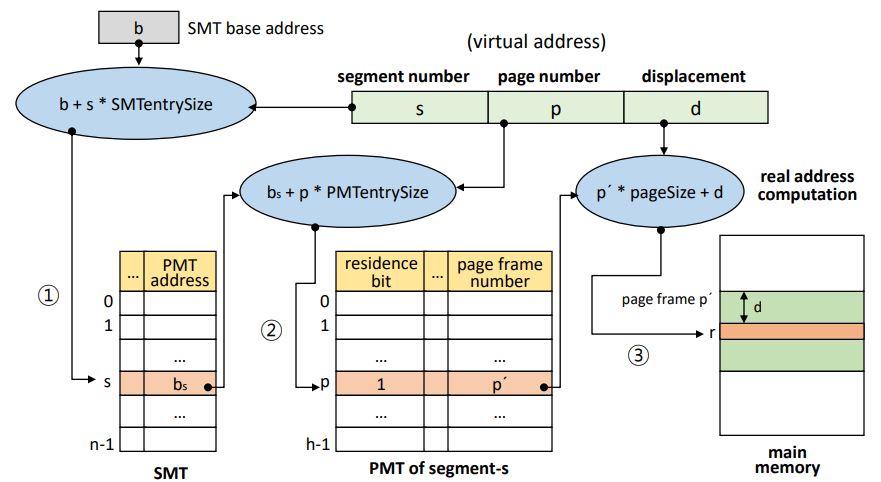 b
SMT base address
(virtual address)
segment number
page number
displacement
s
p
d
b + s * SMTentrySize
bs + p * PMTentrySize
p´ * pageSize + d
real address
computation
①
...
PMT
address
0
1
...
s
bs
...
n-1
SMT
②
residence
bit
...
page frame
number
0
1
...
p
1
p´
...
h-1
PMT of segment-s
③
page frame p´
d
r
main
memory